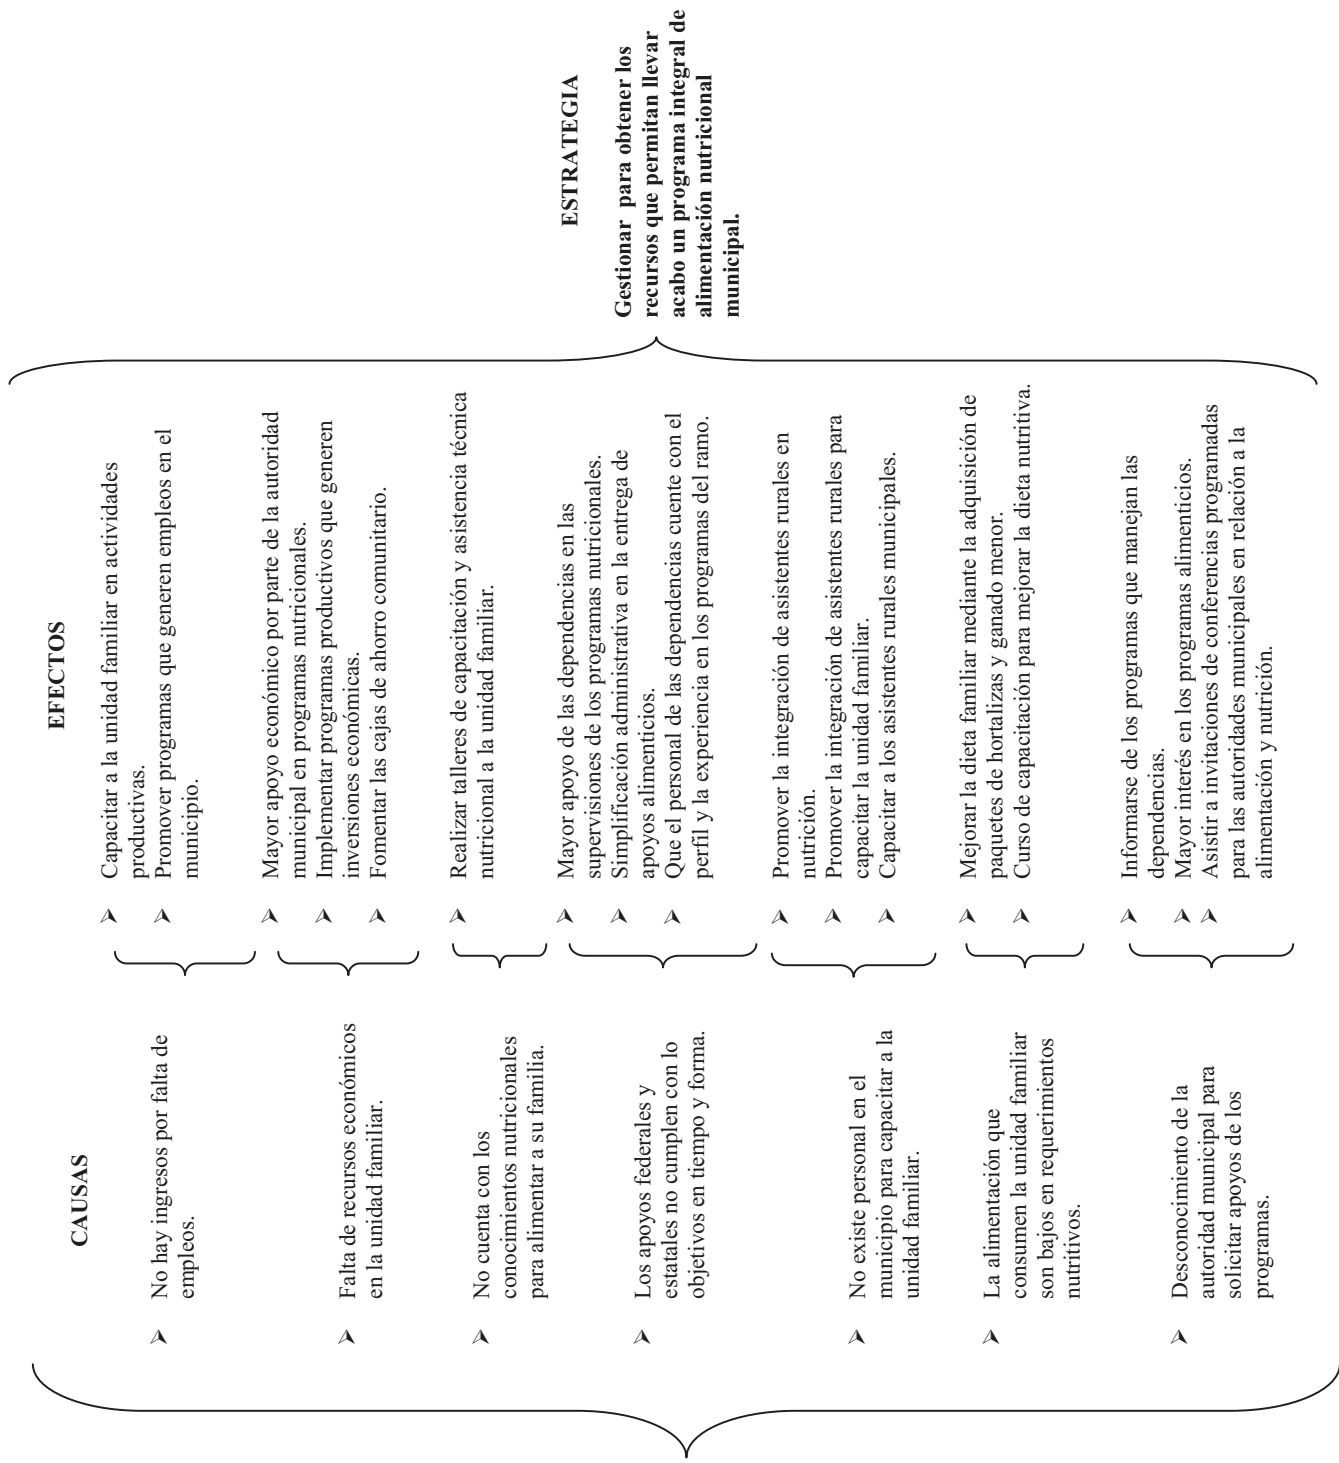 CAUSAS
No hay ingresos por falta de
empleos.
Falta de recursos económicos
en la unidad familiar.
No cuenta con los
conocimientos nutricionales
para alimentar a su familia.
Los apoyos federales y
estatales no cumplen con lo
objetivos en tiempo y forma.
No existe personal en el
municipio para capacitar a la
unidad familiar.
La alimentación que
consumen la unidad familiar
son bajos en requerimientos
nutritivos.
Desconocimiento de la
autoridad municipal para
solicitar apoyos de los
programas.
EFECTOS
Capacitar a la unidad familiar en actividades
productivas.
Promover programas que generen empleos en el
municipio.
Mayor apoyo económico por parte de la autoridad
municipal en programas nutricionales.
Implementar programas productivos que generen
inversiones económicas.
Fomentar las cajas de ahorro comunitario.
Realizar talleres de capacitación y asistencia técnica
nutricional a la unidad familiar.
Mayor apoyo de las dependencias en las
supervisiones de los programas nutricionales.
Simplificación administrativa en la entrega de
apoyos alimenticios.
Que el personal de las dependencias cuente con el
perfil y la experiencia en los programas del ramo.
Promover la integración de asistentes rurales en
nutrición.
Promover la integración de asistentes rurales para
capacitar la unidad familiar.
Capacitar a los asistentes rurales municipales.
Mejorar la dieta familiar mediante la adquisición de
paquetes de hortalizas y ganado menor.
Curso de capacitación para mejorar la dieta nutritiva.
Informarse de los programas que manejan las
dependencias.
Mayor interés en los programas alimenticios.
Asistir a invitaciones de conferencias programadas
para las autoridades municipales en relación a la
alimentación y nutrición.
ESTRATEGIA
Gestionar para obtener los
recursos que permitan llevar
acabo un programa integral de
alimentación nutricional
municipal.